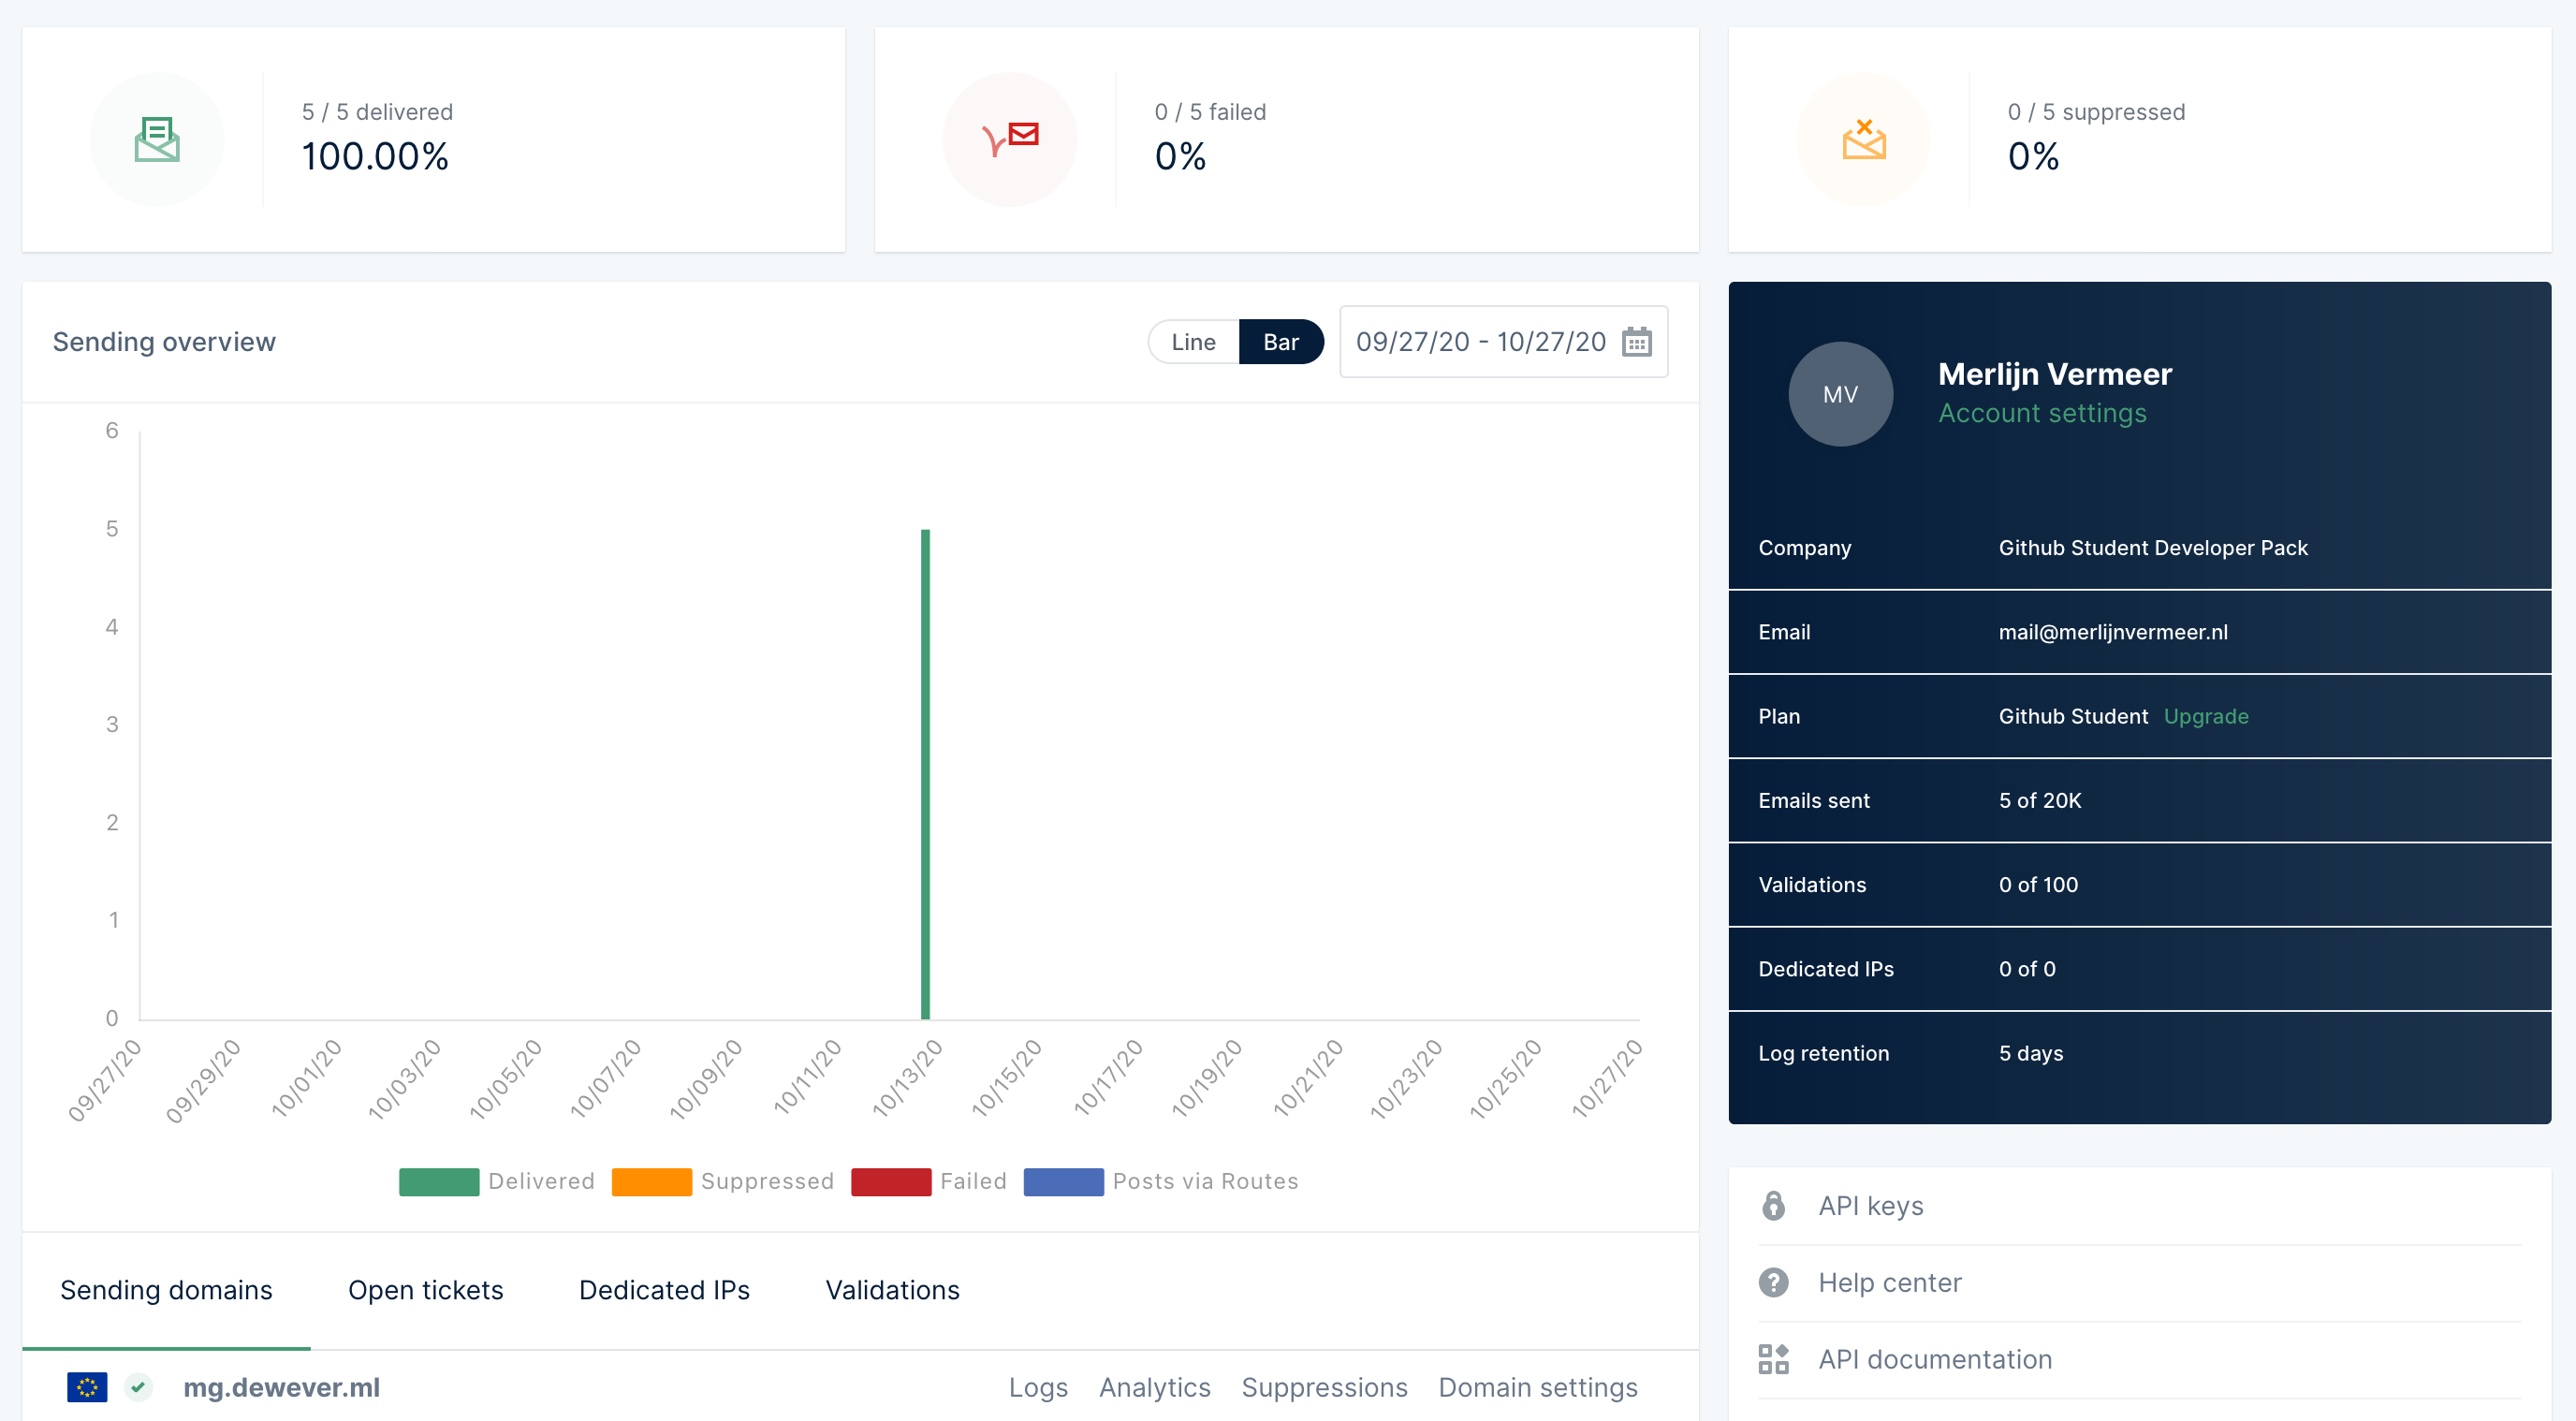 5 / 5 delivered
100.00%
0 / 5 failed
0%
0 / 5 suppressed
0%
Sending overview
Line
Bar
09/27/20 - 10/27/20
6
5
4
3
2
1
0
09/27/20
09/29/20
10/01/20
10/03/20
10/05/20
10/07/20
10/09/20
10/11/20
10/13/20
10/15/20
10/17/20
10/19/20
10/21/20
10/23/20
10/25/20
10/27/20
Delivered
Suppressed
Failed
Posts via Routes
MV
Merlijn Vermeer
Account settings
Company Github Student Developer Pack
Email mail@merlijnvermeer.nl
Plan Github Student Upgrade
Emails sent 5 of 20K
Validations 0 of 100
Dedicated IPs 0 of 0
Log retention 5 days
Sending domains
Open tickets
Dedicated IPs
Validations
mg.dewever.ml
Logs
Analytics
Suppressions
Domain settings
API keys
Help center
API documentation